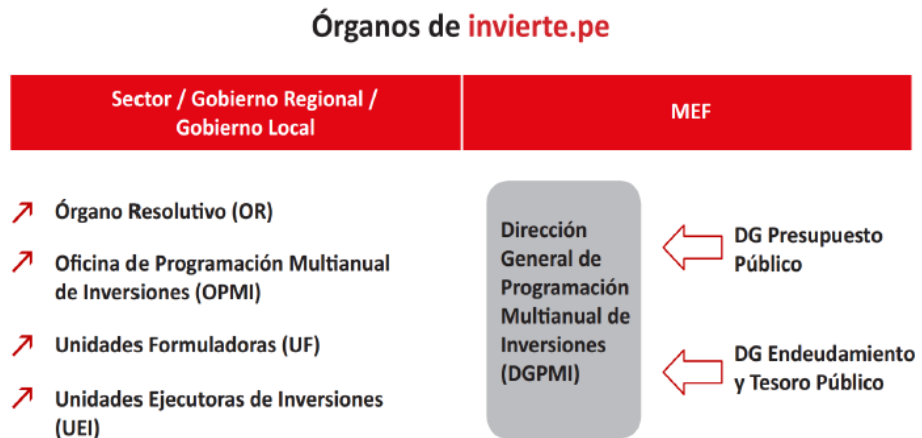 Órganos de invierte.pe
Sector / Gobierno Regional /
Gobierno Local
MEF
Órgano Resolutivo (OR)
Oficina de Programación Multianual
de Inversiones (OPMI)
Unidades Formuladoras (UF)
Unidades Ejecutoras de Inversiones
(UEI)
Dirección
General de
Programación
Multianual de
Inversiones
(DGPMI)
DG Presupuesto
Público
DG Endeudamiento
y Tesoro Público